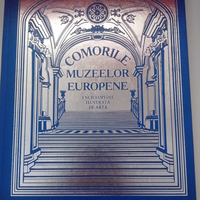 COMORILE
MUZEELOR
EUROPENE
ENCICLOPEDIE
ILUSTRATĂ
DE ARTĂ